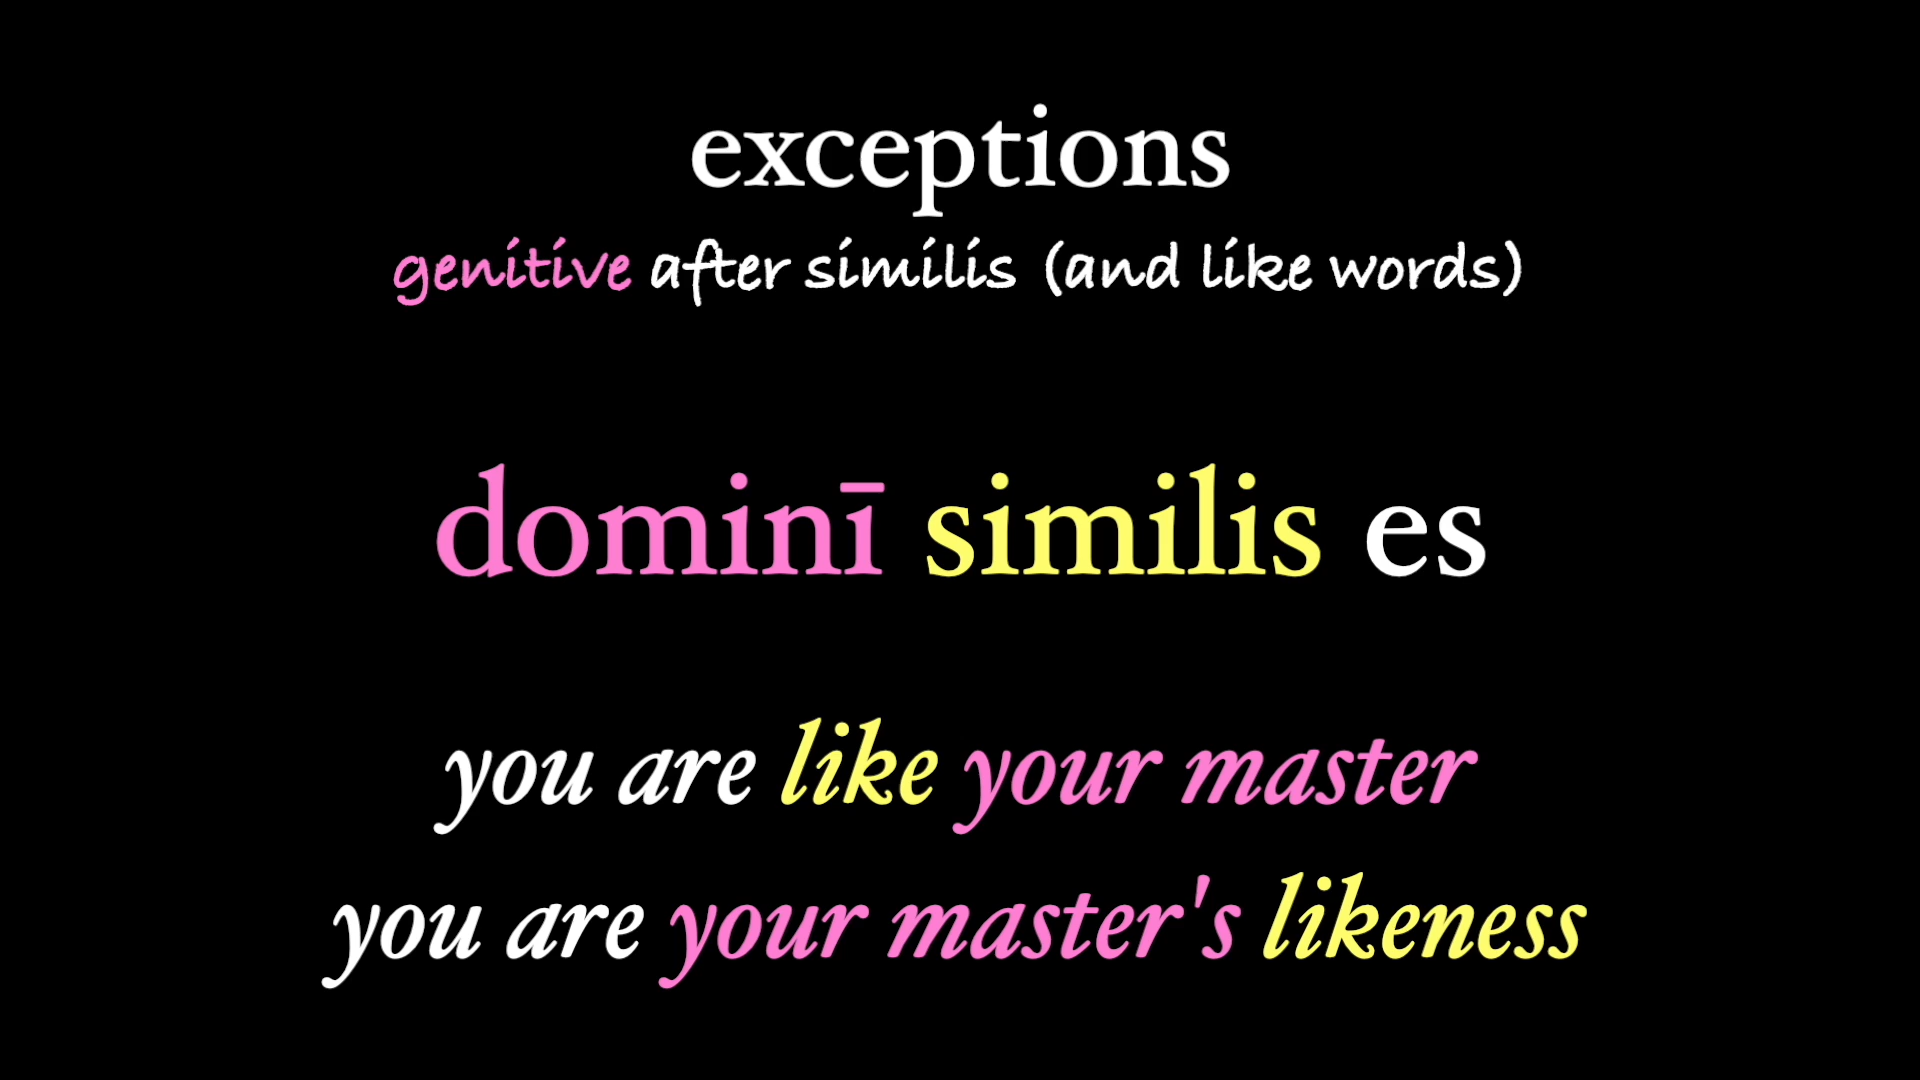 exceptions
genitive after similis (and like words)
dominī similis es
you are like your master
you are your master's likeness